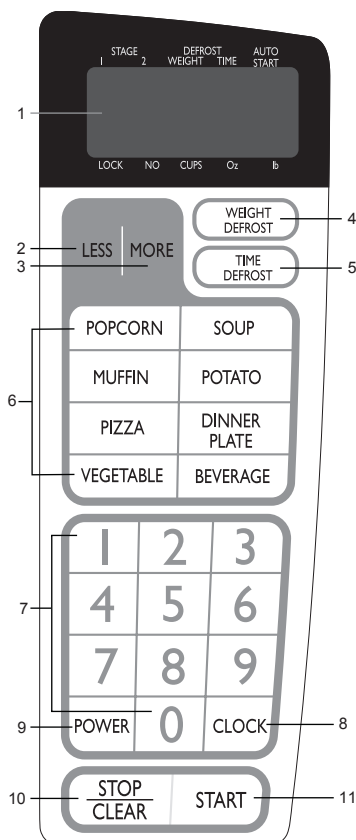 STAGE DEFROST AUTO
1 2 WEIGHT TIME START
1
LOCK NO CUPS Oz lb
2 LESS MORE
3
WEIGHT DEFROST 4
TIME DEFROST 5
POPCORN SOUP
MUFFIN POTATO
6
PIZZA DINNER PLATE
VEGETABLE BEVERAGE
1 2 3
7
4 5 6
7 8 9
9 POWER 0 CLOCK 8
10 STOP CLEAR START 11